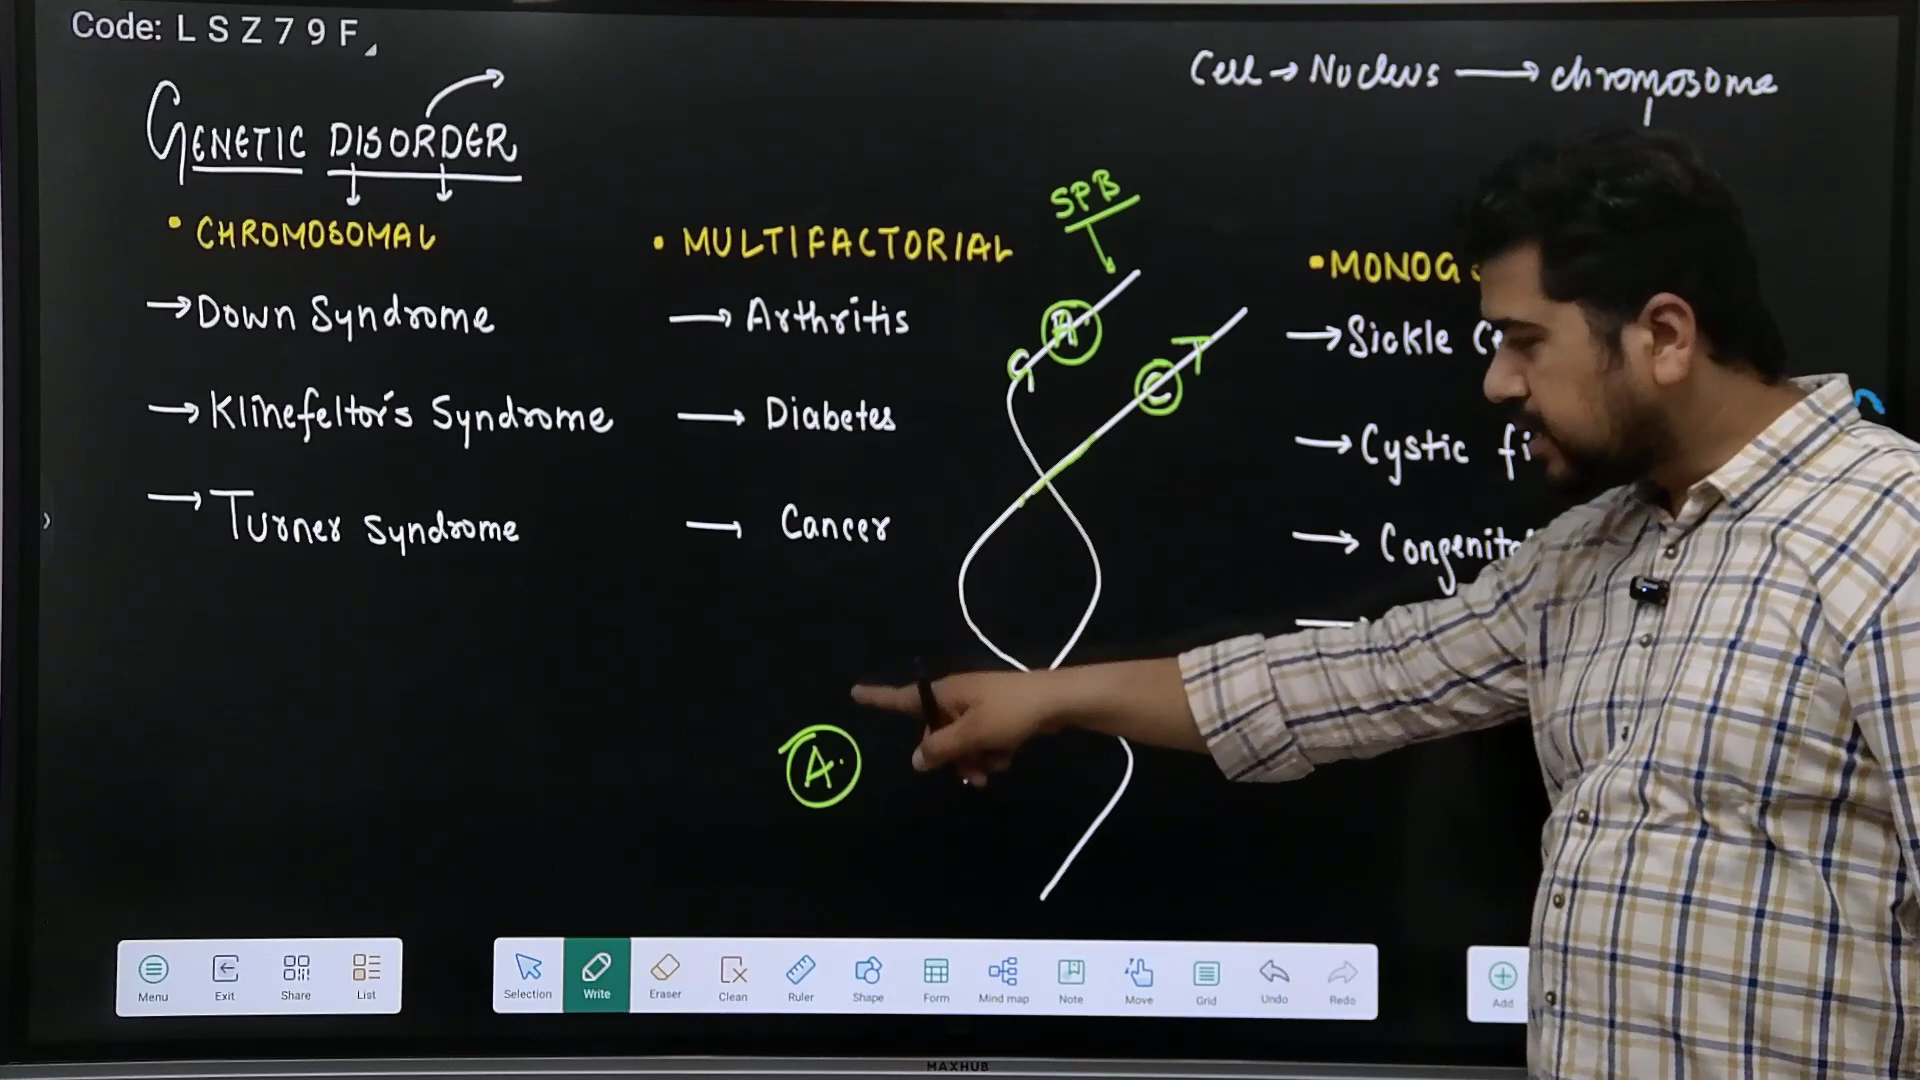 Code: L S Z 7 9 F
Cell → Nucleus → chromosome
GENETIC DISORDER
• CHROMOSOMAL
→ Down Syndrome
→ Klinefeltor's Syndrome
→ Turner Syndrome
• MULTIFACTORIAL
→ Arthritis
→ Diabetes
→ Cancer
SPB
A
G
T
C
A
• MONOG
→ Sickle
→ Cystic
→
Menu
Exit
Share
List
Selection
Write
Eraser
Clean
Ruler
Shape
Form
Mind map
Note
Move
Grid
Undo
Redo
Add
MAXHUB